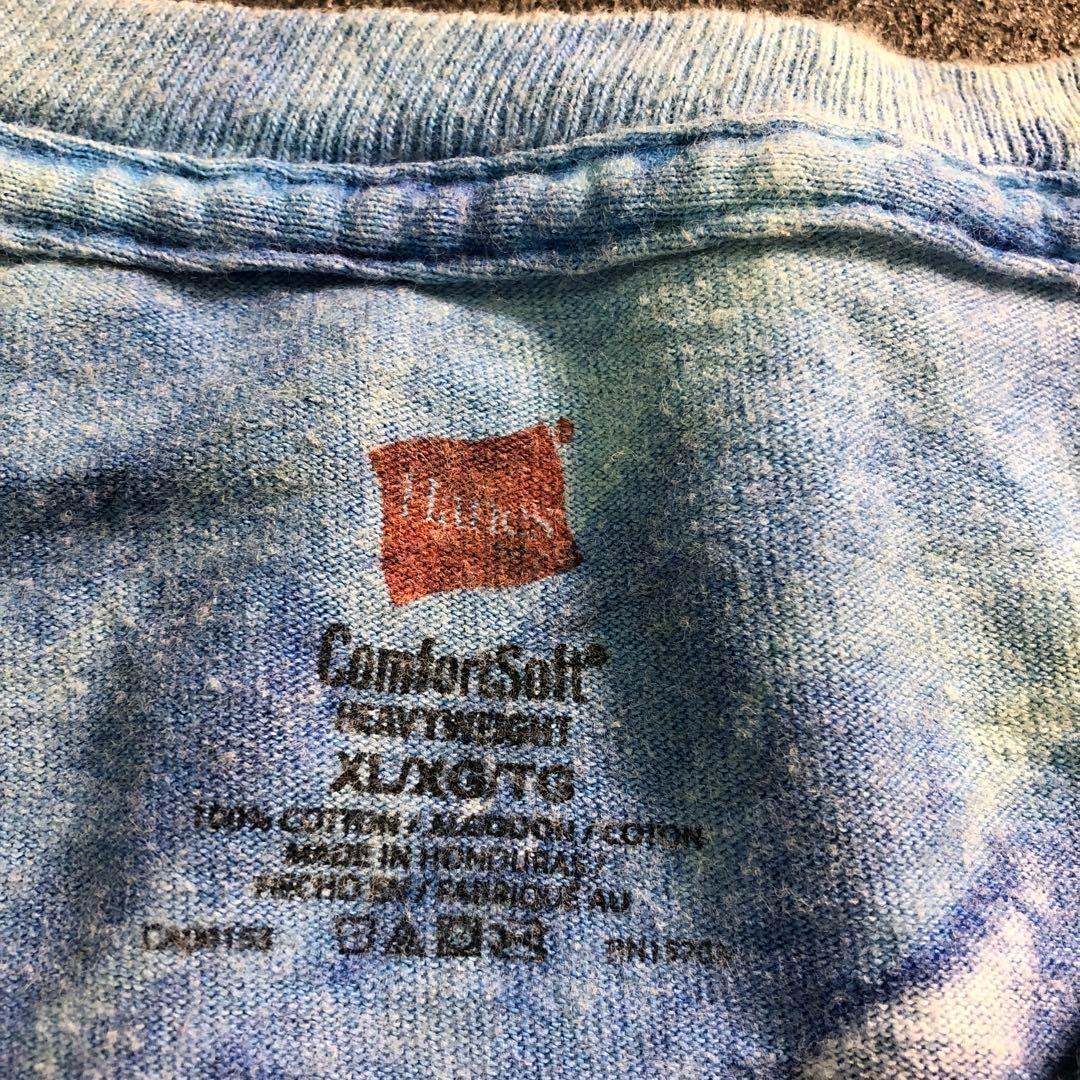 Hanes
ComfortSoft®
HEAVYWEIGHT
XL/XG/TG
100% COTTON / ALGODON / COTON
MADE IN HONDURAS /
HECHO EN / FABRIQUE AU